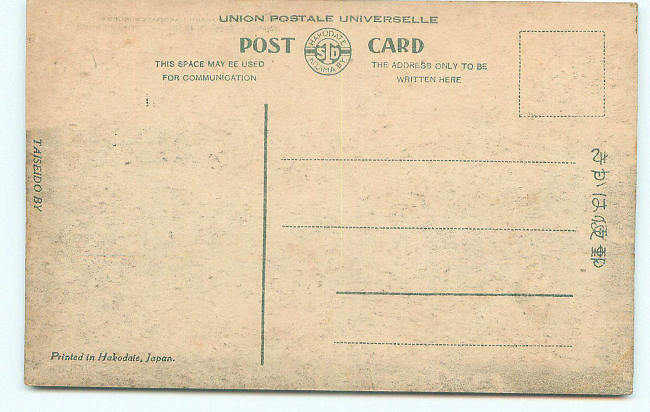 UNION POSTALE UNIVERSELLE
POST CARD
HAKODATE
THIS SPACE MAY BE USED
FOR COMMUNICATION
THE ADDRESS ONLY TO BE
WRITTEN HERE
TAISEIDO BY
郵便はかき
Printed in Hakodate, Japan.